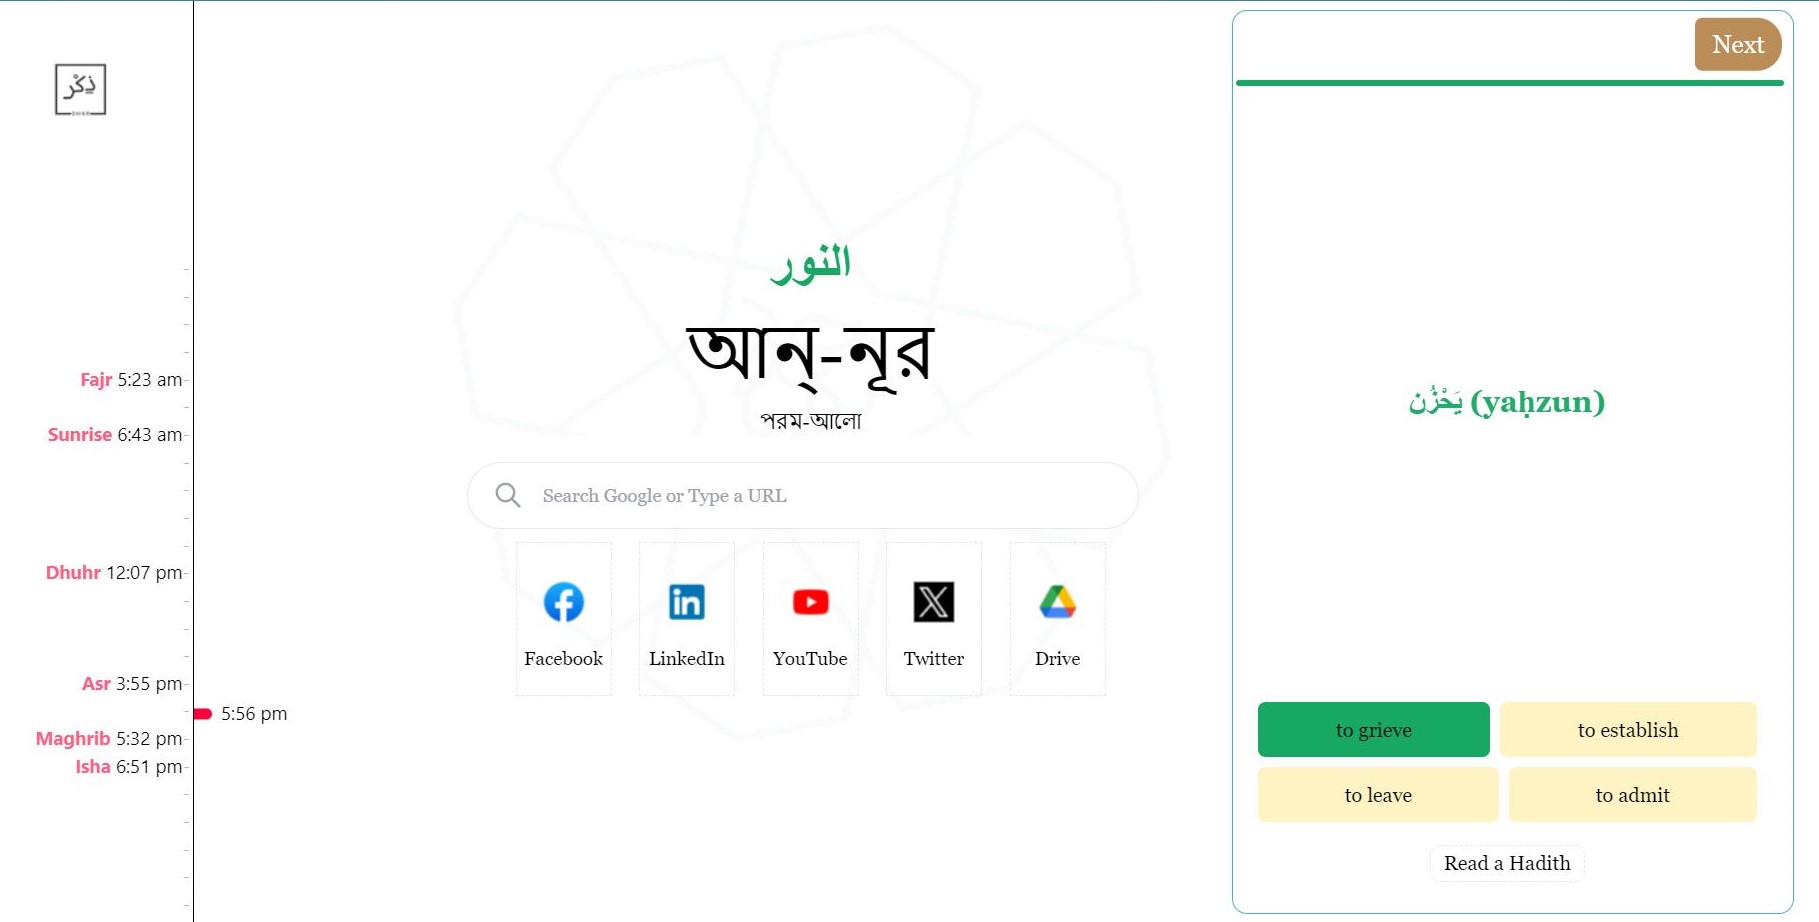 ذِكْر
Fajr 5:23 am
Sunrise 6:43 am
Dhuhr 12:07 pm
Asr 3:55 pm
5:56 pm
Maghrib 5:32 pm
Isha 6:51 pm
النور
আন্-নূর
পরম-আলো
Search Google or Type a URL
Facebook
LinkedIn
YouTube
Twitter
Drive
Next
يَحْزُن (yaḥzun)
to grieve
to establish
to leave
to admit
Read a Hadith